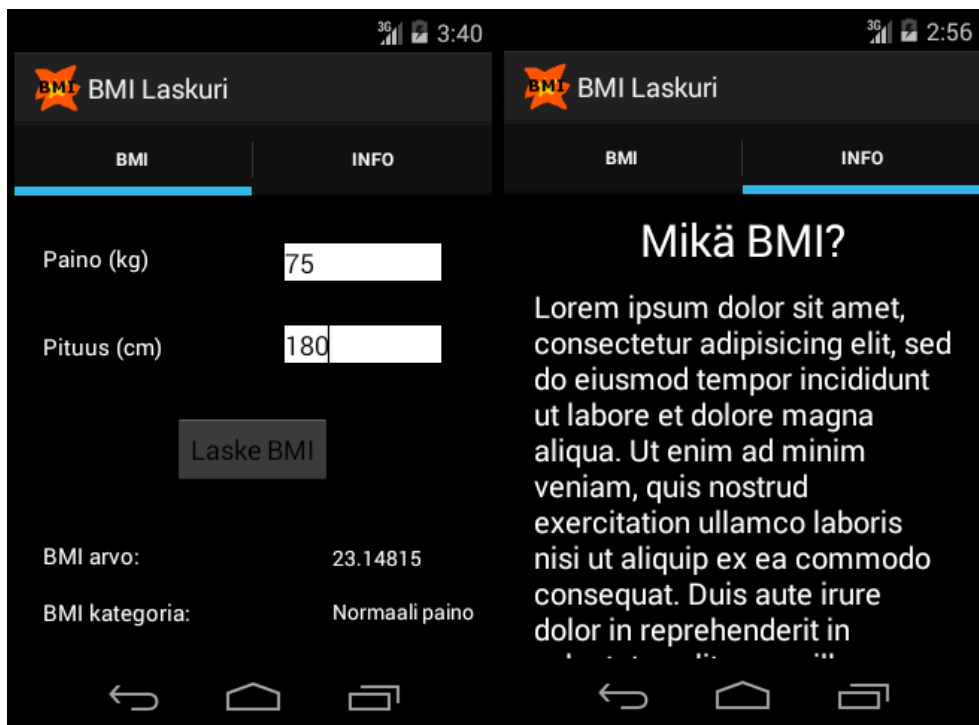 3G 3:40
BMI BMI Laskuri
BMI INFO
Paino (kg) 75
Pituus (cm) 180
Laske BMI
BMI arvo: 23.14815
BMI kategoria: Normaali paino
3G 2:56
BMI BMI Laskuri
BMI INFO
Mikä BMI?
Lorem ipsum dolor sit amet,
consectetur adipisicing elit, sed
do eiusmod tempor incididunt
ut labore et dolore magna
aliqua. Ut enim ad minim
veniam, quis nostrud
exercitation ullamco laboris
nisi ut aliquip ex ea commodo
consequat. Duis aute irure
dolor in reprehenderit in